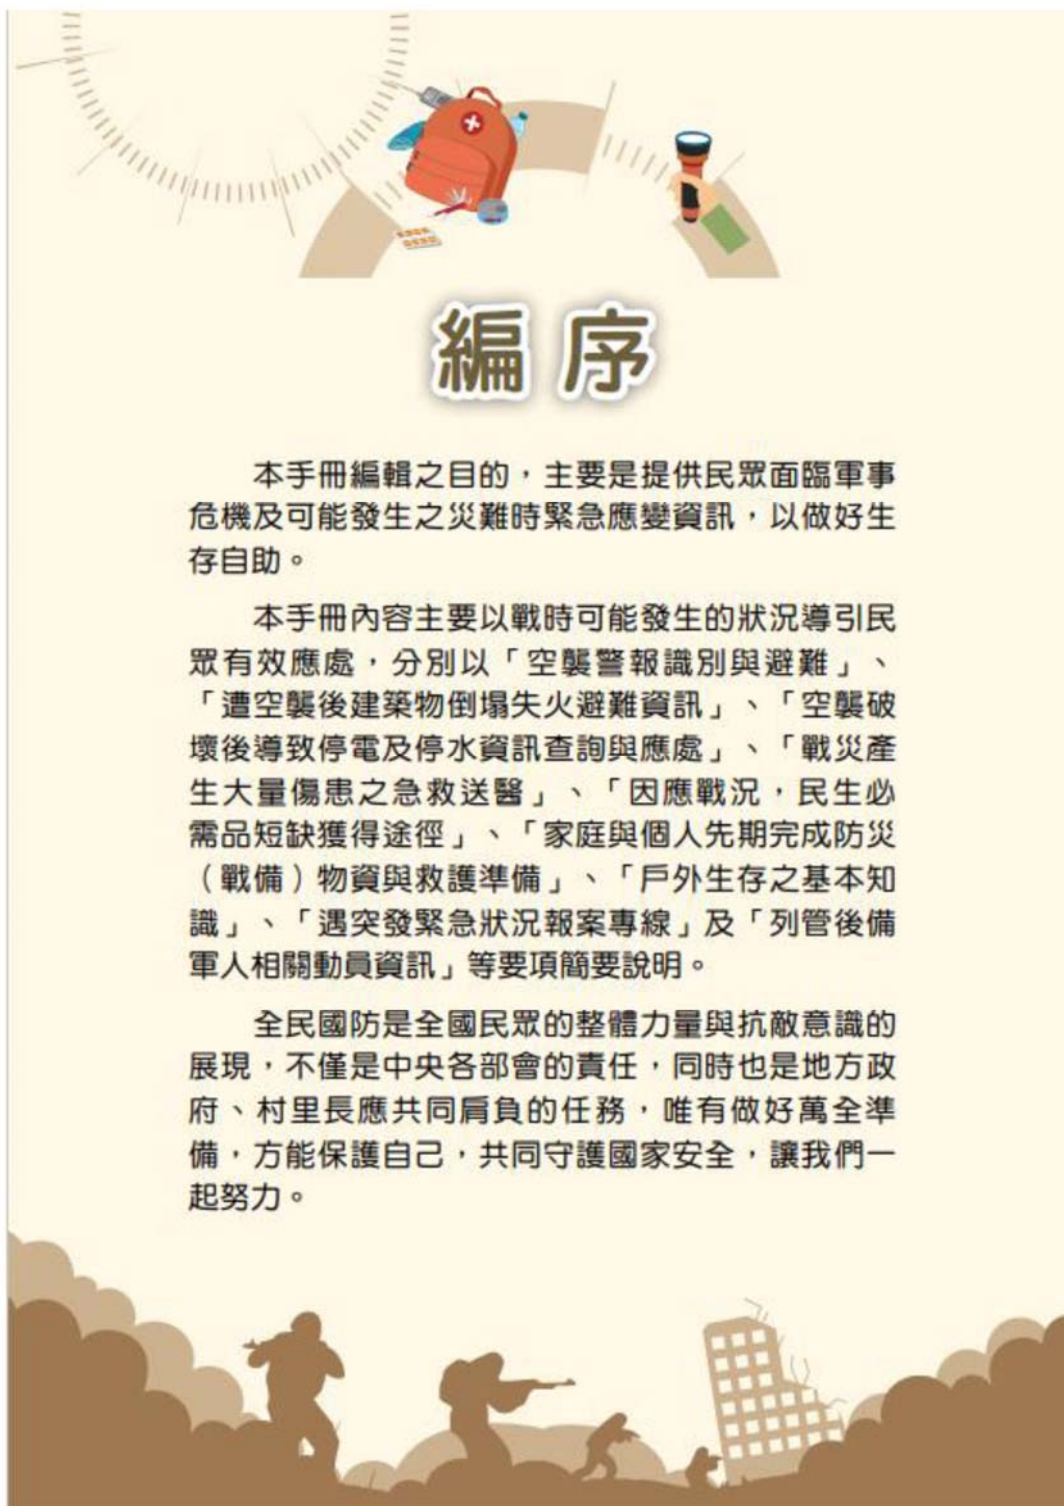 編序
本手冊編輯之目的，主要是提供民眾面臨軍事
危機及可能發生之災難時緊急應變資訊，以做好生
存自助。
本手冊內容主要以戰時可能發生的狀況導引民
眾有效應處，分別以「空襲警報識別與避難」、
「遭空襲後建築物倒塌失火避難資訊」、「空襲破
壞後導致停電及停水資訊查詢與應處」、「戰災產
生大量傷患之急救送醫」、「因應戰況，民生必
需品短缺獲得途徑」、「家庭與個人先期完成防災
（戰備）物資與救護準備」、「戶外生存之基本知
識」、「遇突發緊急狀況報案專線」及「列管後備
軍人相關動員資訊」等要項簡要說明。
全民國防是全國民眾的整體力量與抗敵意識的
展現，不僅是中央各部會的責任，同時也是地方政
府、村里長應共同肩負的任務，唯有做好萬全準
備，方能保護自己，共同守護國家安全，讓我們一
起努力。